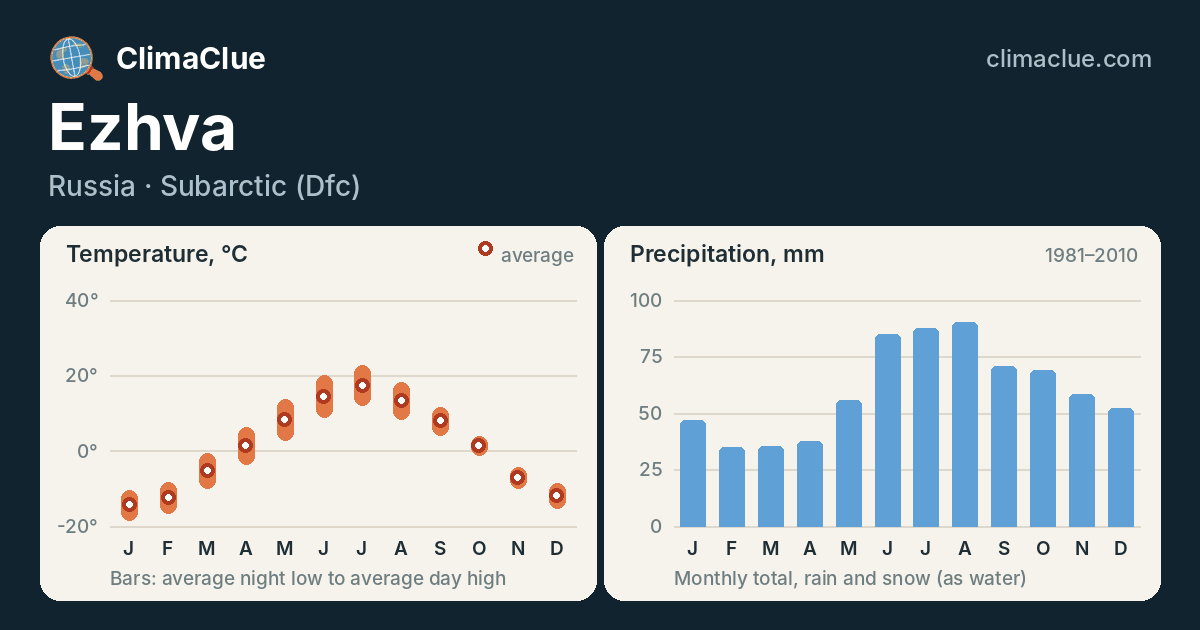 ClimaClue
climaclue.com
Ezhva
Russia · Subarctic (Dfc)
Temperature, °C
average
40°
20°
0°
-20°
J F M A M J J A S O N D
Bars: average night low to average day high
Precipitation, mm
1981–2010
100
75
50
25
0
J F M A M J J A S O N D
Monthly total, rain and snow (as water)